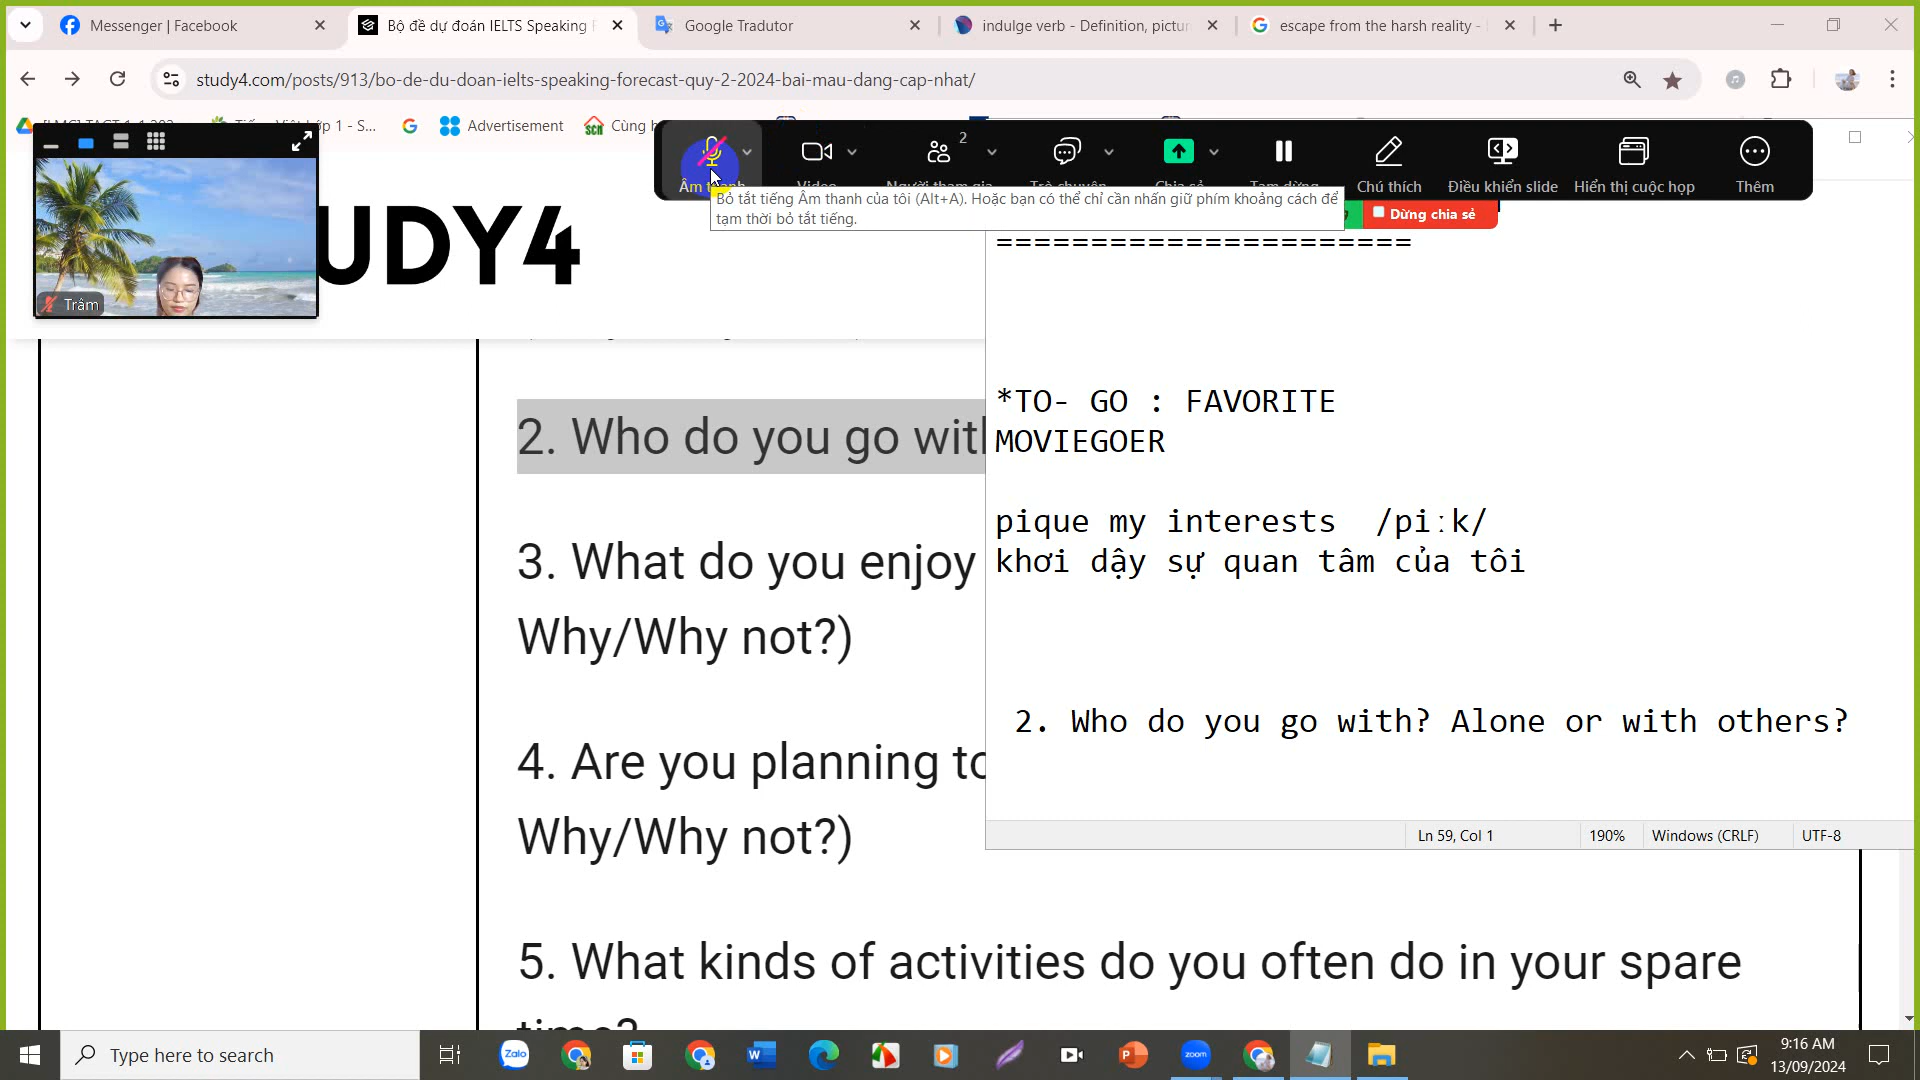 Messenger | Facebook
Bộ đề dự đoán IELTS Speaking
Google Tradutor
indulge verb - Definition, pictur
escape from the harsh reality -
study4.com/posts/913/bo-de-du-doan-ielts-speaking-forecast-quy-2-2024-bai-mau-dang-cap-nhat/
Advertisement
Cùng
2
Chú thích
Điều khiển slide
Hiển thị cuộc họp
Thêm
Bỏ tắt tiếng Âm thanh của tôi (Alt+A). Hoặc bạn có thể chỉ cần nhấn giữ phím khoảng cách để
tạm thời bỏ tắt tiếng.
Dừng chia sẻ
Trâm
UDY4
======================
*TO- GO : FAVORITE
MOVIEGOER
pique my interests /piːk/
khơi dậy sự quan tâm của tôi
2. Who do you go with? Alone or with others?
Ln 59, Col 1
190%
Windows (CRLF)
UTF-8
2. Who do you go with
3. What do you enjoy
Why/Why not?)
4. Are you planning to
Why/Why not?)
5. What kinds of activities do you often do in your spare
time?
Type here to search
Zalo
zoom
9:16 AM
13/09/2024